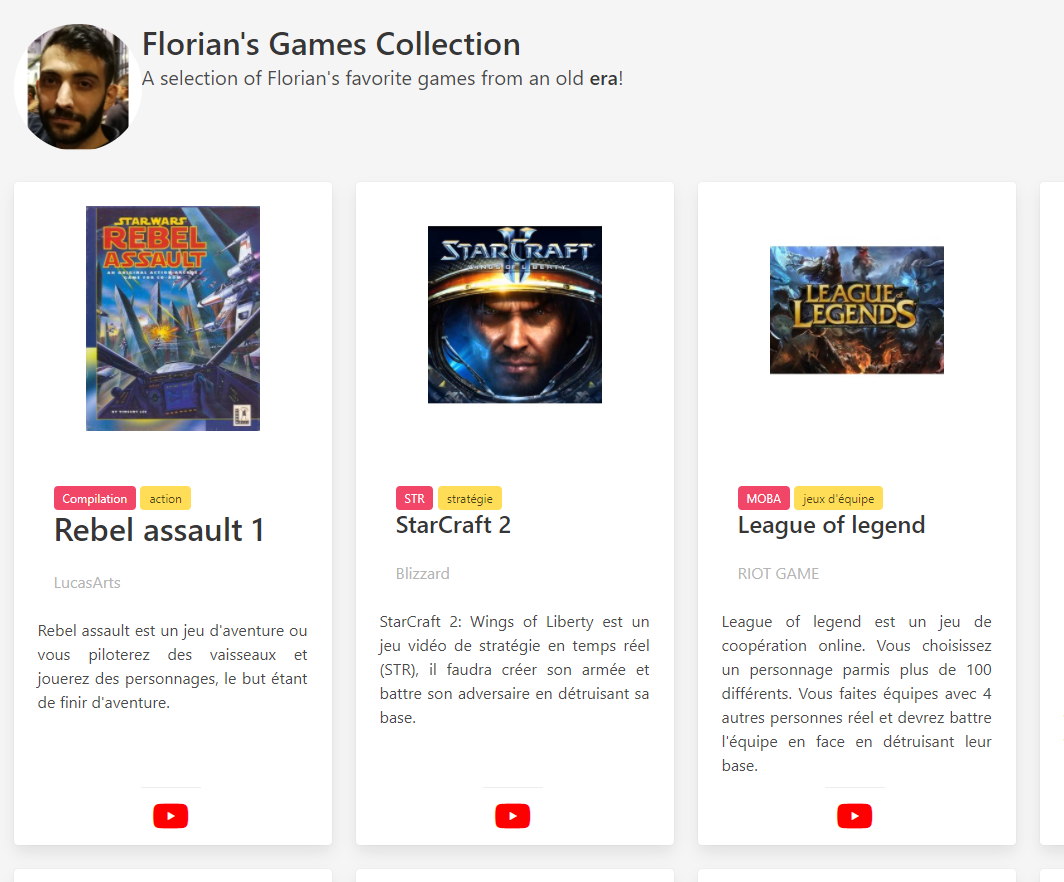 Florian's Games Collection
A selection of Florian's favorite games from an old era!
STAR WARS
REBEL
ASSAULT
AN ORIGINAL ACTION-ARCADE
GAME FOR CD-ROM
BY VINCENT LEE
Compilation action
Rebel assault 1
LucasArts
Rebel assault est un jeu d'aventure ou
vous piloterez des vaisseaux et
jouerez des personnages, le but étant
de finir d'aventure.
STARCRAFT
II
WINGS OF LIBERTY
STR stratégie
StarCraft 2
Blizzard
StarCraft 2: Wings of Liberty est un
jeu vidéo de stratégie en temps réel
(STR), il faudra créer son armée et
battre son adversaire en détruisant sa
base.
LEAGUE OF
LEGENDS
MOBA jeux d'équipe
League of legend
RIOT GAME
League of legend est un jeu de
coopération online. Vous choisissez
un personnage parmis plus de 100
différents. Vous faites équipes avec 4
autres personnes réel et devrez battre
l'équipe en face en détruisant leur
base.